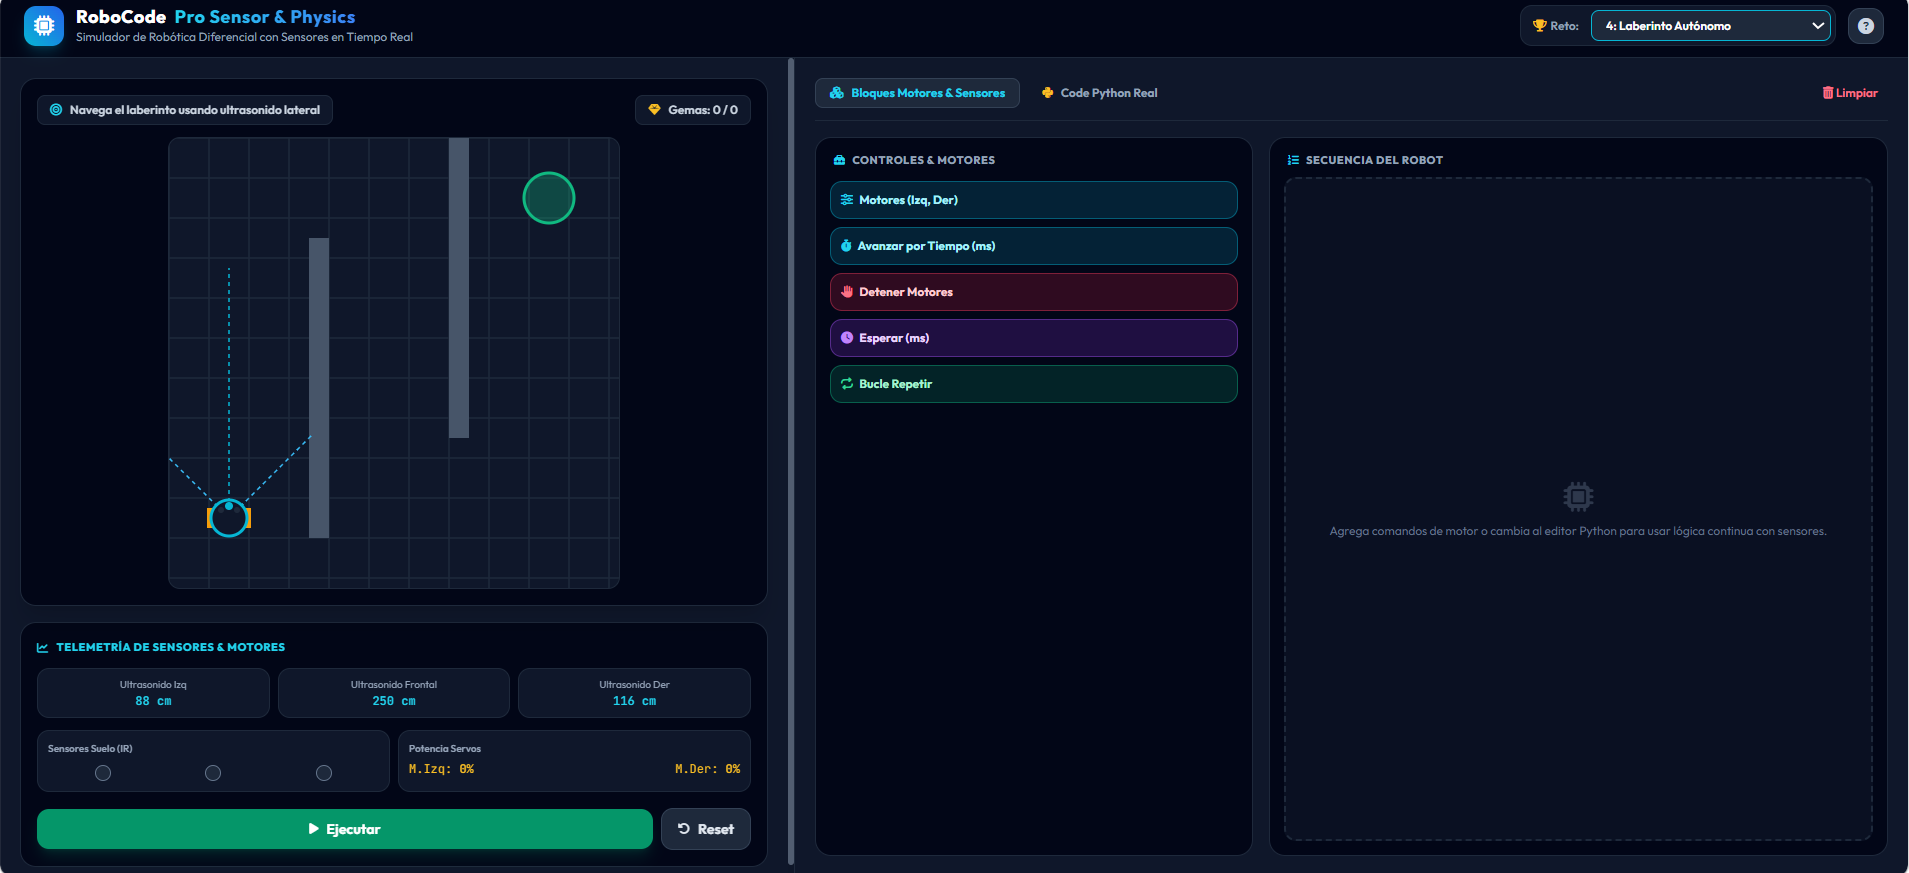 RoboCode Pro Sensor & Physics
Simulador de Robótica Diferencial con Sensores en Tiempo Real
Reto:
4: Laberinto Autónomo
?
Navega el laberinto usando ultrasonido lateral
Gemas: 0 / 0
TELEMETRÍA DE SENSORES & MOTORES
Ultrasonido Izq
88 cm
Ultrasonido Frontal
250 cm
Ultrasonido Der
116 cm
Sensores Suelo (IR)
Potencia Servos
M.Izq: 0%
M.Der: 0%
Ejecutar
Reset
Bloques Motores & Sensores
Code Python Real
Limpiar
CONTROLES & MOTORES
Motores (Izq, Der)
Avanzar por Tiempo (ms)
Detener Motores
Esperar (ms)
Bucle Repetir
SECUENCIA DEL ROBOT
Agrega comandos de motor o cambia al editor Python para usar lógica continua con sensores.